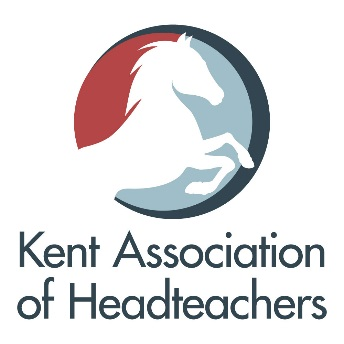 Kent Association
of Headteachers